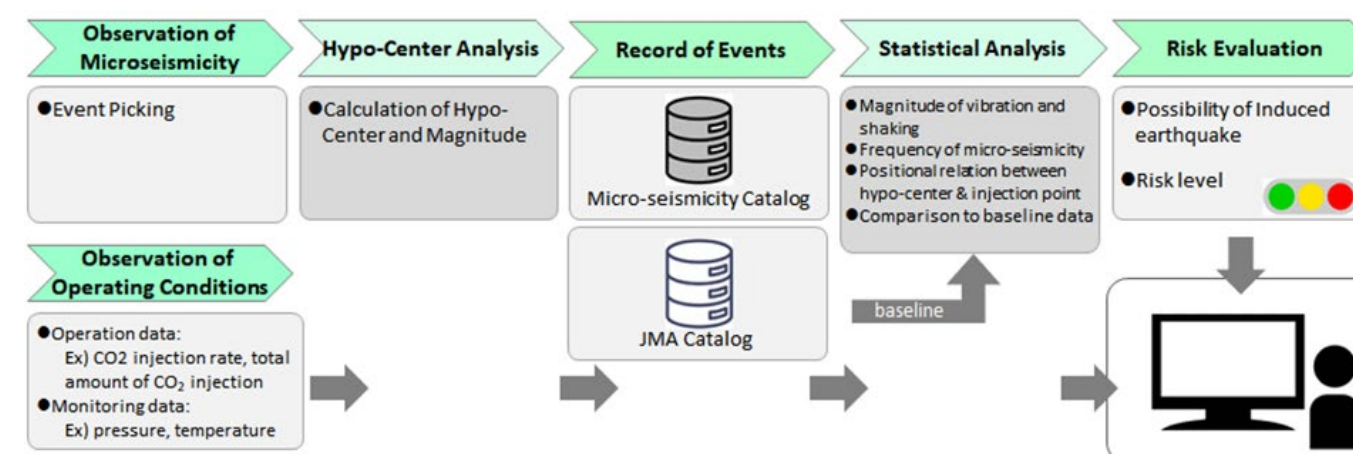 Observation of
Microseismicity
Hypo-Center Analysis
Record of Events
Statistical Analysis
Risk Evaluation
●Event Picking
●Calculation of Hypo-
Center and Magnitude
Micro-seismicity Catalog
JMA Catalog
●Magnitude of vibration and
shaking
●Frequency of micro-seismicity
●Positional relation between
hypo-center & injection point
●Comparison to baseline data
●Possibility of Induced
earthquake
●Risk level
baseline
Observation of
Operating Conditions
●Operation data:
Ex) CO2 injection rate, total
amount of CO₂ injection
●Monitoring data:
Ex) pressure, temperature